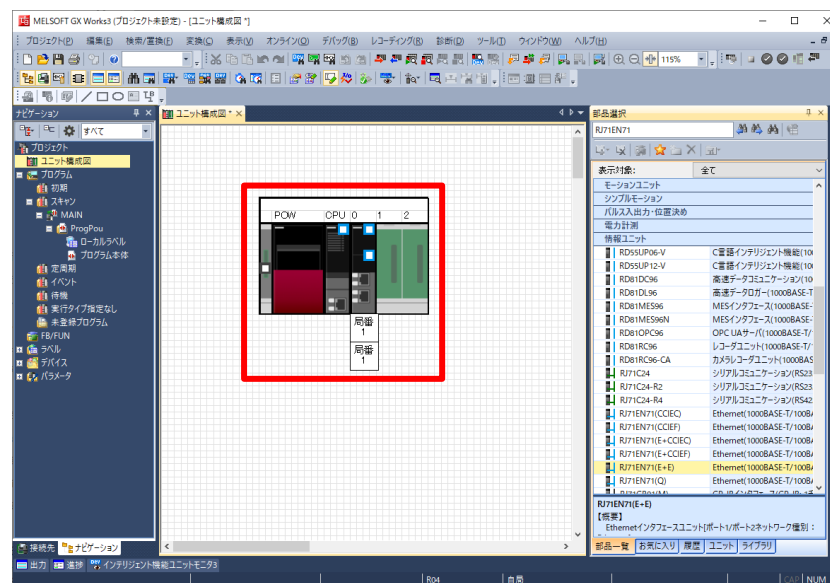 MELSOFT GX Works3 (プロジェクト未設定) - [ユニット構成図 *]
プロジェクト(P) 編集(E) 検索/置換(F) 変換(C) 表示(V) オンライン(O) デバッグ(B) レコーディング(R) 診断(D) ツール(T) ウィンドウ(W) ヘルプ(H)
115%
ナビゲーション
ユニット構成図 *
部品選択
すべて
RJ71EN71
プロジェクト
ユニット構成図
プログラム
初期
スキャン
MAIN
ProgPou
ローカルラベル
プログラム本体
定周期
イベント
待機
実行タイプ指定なし
未登録プログラム
FB/FUN
ラベル
デバイス
パラメータ
POW CPU 0 1 2
局番
1
局番
1
表示対象: 全て
モーションユニット
シンプルモーション
パルス入出力・位置決め
電力計測
情報ユニット
RD55UP06-V C言語インテリジェント機能(10
RD55UP12-V C言語インテリジェント機能(10
RD81DC96 高速データコミュニケーション(10
RD81DL96 高速データロガー(1000BASE-T
RD81MES96 MESインタフェース(1000BASE-
RD81MES96N MESインタフェース(1000BASE-
RD81OPC96 OPC UAサーバ(1000BASE-T/
RD81RC96 レコーダユニット(1000BASE-T/
RD81RC96-CA カメラレコーダユニット(1000BAS
RJ71C24 シリアルコミュニケーション(RS23
RJ71C24-R2 シリアルコミュニケーション(RS23
RJ71C24-R4 シリアルコミュニケーション(RS42
RJ71EN71(CCIEC) Ethernet(1000BASE-T/100BA
RJ71EN71(CCIEF) Ethernet(1000BASE-T/100BA
RJ71EN71(E+CCIEC) Ethernet(1000BASE-T/100BA
RJ71EN71(E+CCIEF) Ethernet(1000BASE-T/100BA
RJ71EN71(E+E) Ethernet(1000BASE-T/100BA
RJ71EN71(Q) Ethernet(1000BASE-T/100BA
RJ71EN71(E+E)
【概要】
Ethernetインタフェースユニット[ポート1/ポート2ネットワーク種別:
部品一覧 お気に入り 履歴 ユニット ライブラリ
接続先 ナビゲーション
出力 進捗 インテリジェント機能ユニットモニタ3
R04 自局 CAP NUM